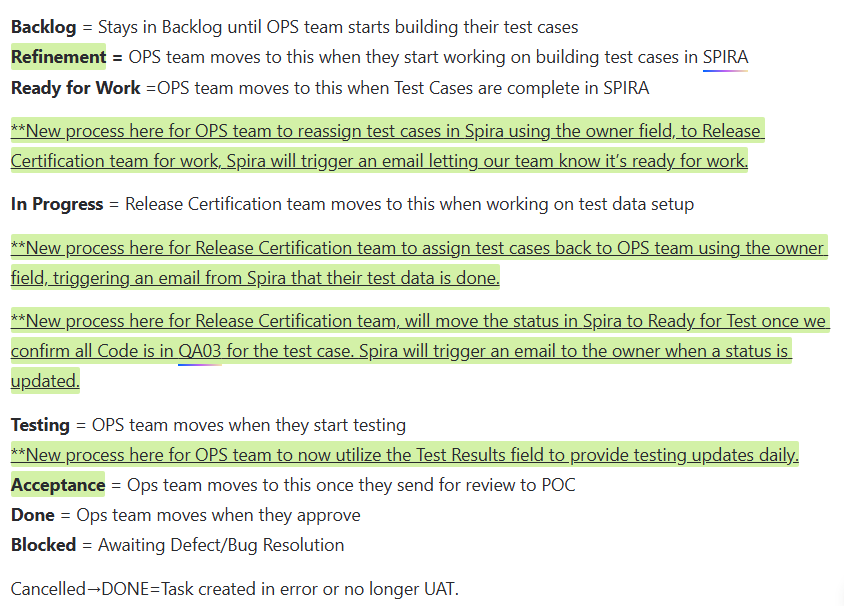 Backlog = Stays in Backlog until OPS team starts building their test cases
Refinement = OPS team moves to this when they start working on building test cases in SPIRA
Ready for Work =OPS team moves to this when Test Cases are complete in SPIRA
**New process here for OPS team to reassign test cases in Spira using the owner field, to Release
Certification team for work, Spira will trigger an email letting our team know it’s ready for work.
In Progress = Release Certification team moves to this when working on test data setup
**New process here for Release Certification team to assign test cases back to OPS team using the owner
field, triggering an email from Spira that their test data is done.
**New process here for Release Certification team, will move the status in Spira to Ready for Test once we
confirm all Code is in QA03 for the test case. Spira will trigger an email to the owner when a status is
updated.
Testing = OPS team moves when they start testing
**New process here for OPS team to now utilize the Test Results field to provide testing updates daily.
Acceptance = Ops team moves to this once they send for review to POC
Done = Ops team moves when they approve
Blocked = Awaiting Defect/Bug Resolution
Cancelled→DONE=Task created in error or no longer UAT.